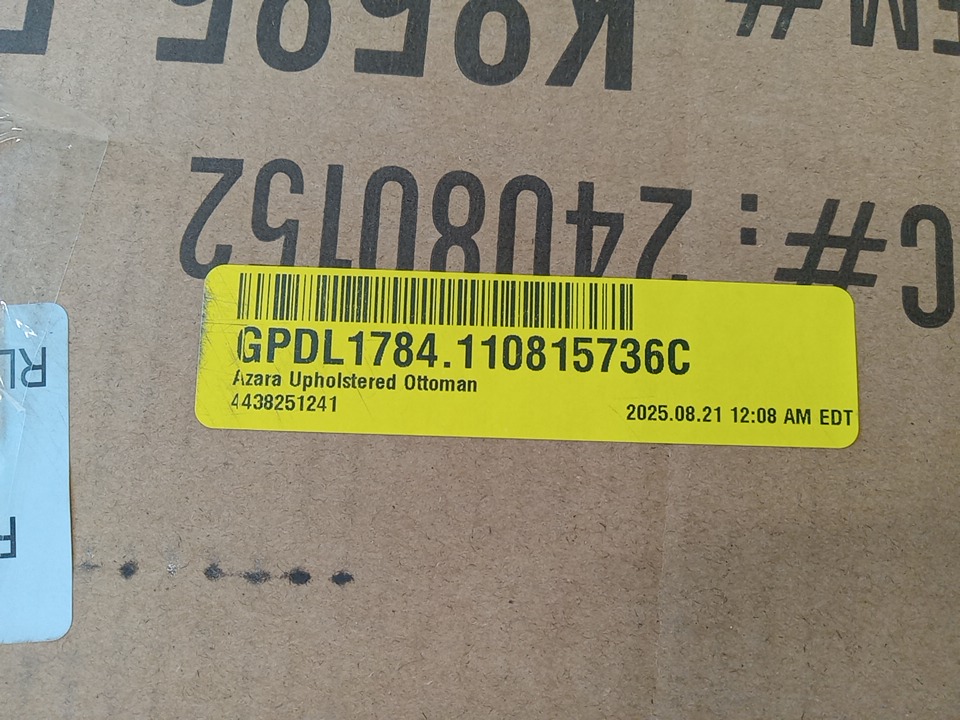 C#: 24080152
GPDL1784.110815736C
Azara Upholstered Ottoman
4438251241
2025.08.21 12:08 AM EDT